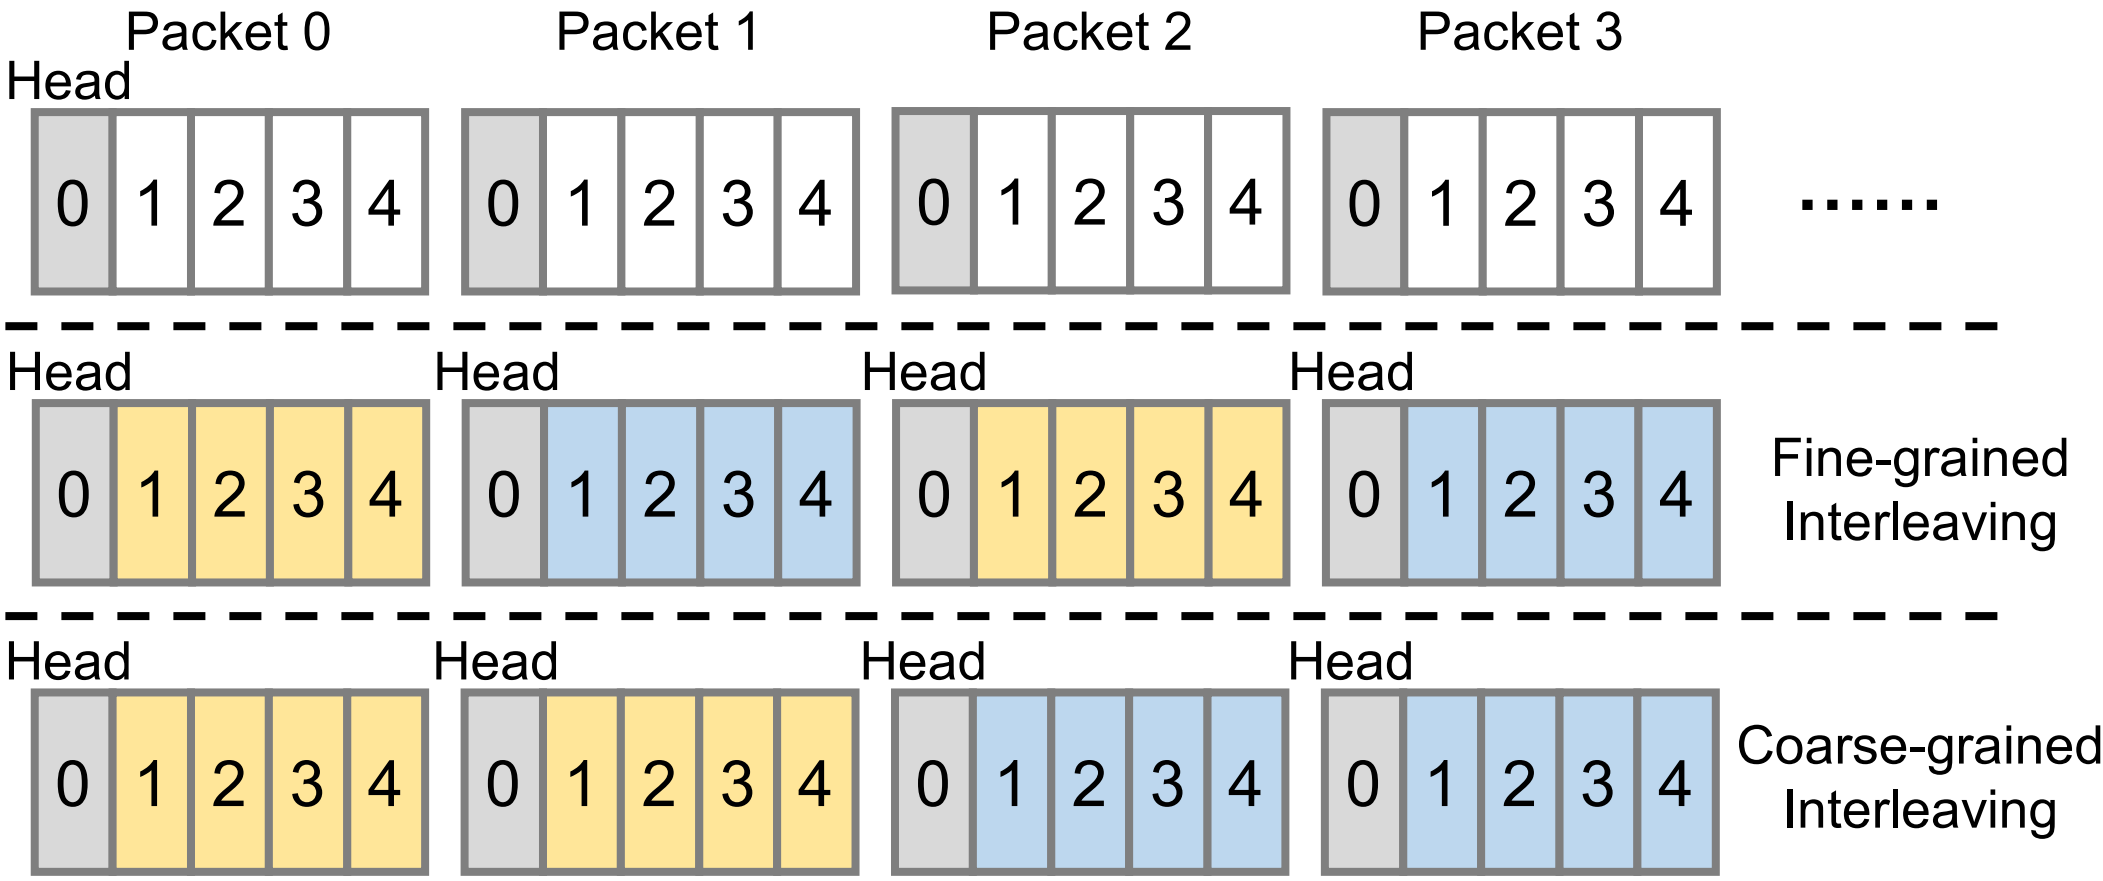 Packet 0 Packet 1 Packet 2 Packet 3
Head
0 1 2 3 4 0 1 2 3 4 0 1 2 3 4 0 1 2 3 4 ......
Head Head Head Head
0 1 2 3 4 0 1 2 3 4 0 1 2 3 4 0 1 2 3 4
Fine-grained
Interleaving
Head Head Head Head
0 1 2 3 4 0 1 2 3 4 0 1 2 3 4 0 1 2 3 4
Coarse-grained
Interleaving